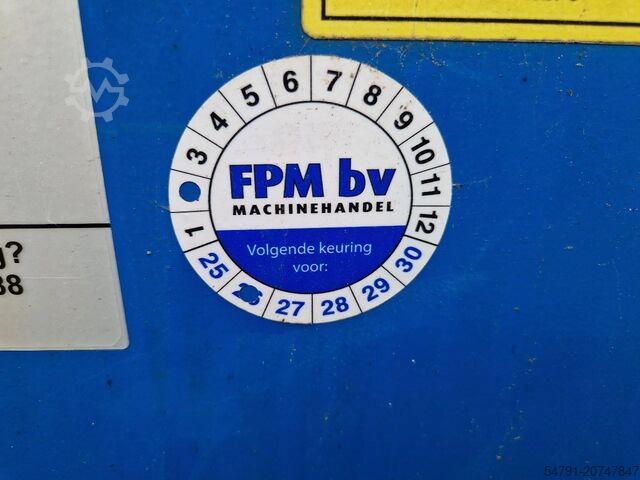 1 3 4 5 6 7 8 9 10 11 12
FPM bv
MACHINEHANDEL
Volgende keuring
voor:
25 27 28 29 30
?
38
54791-20747847